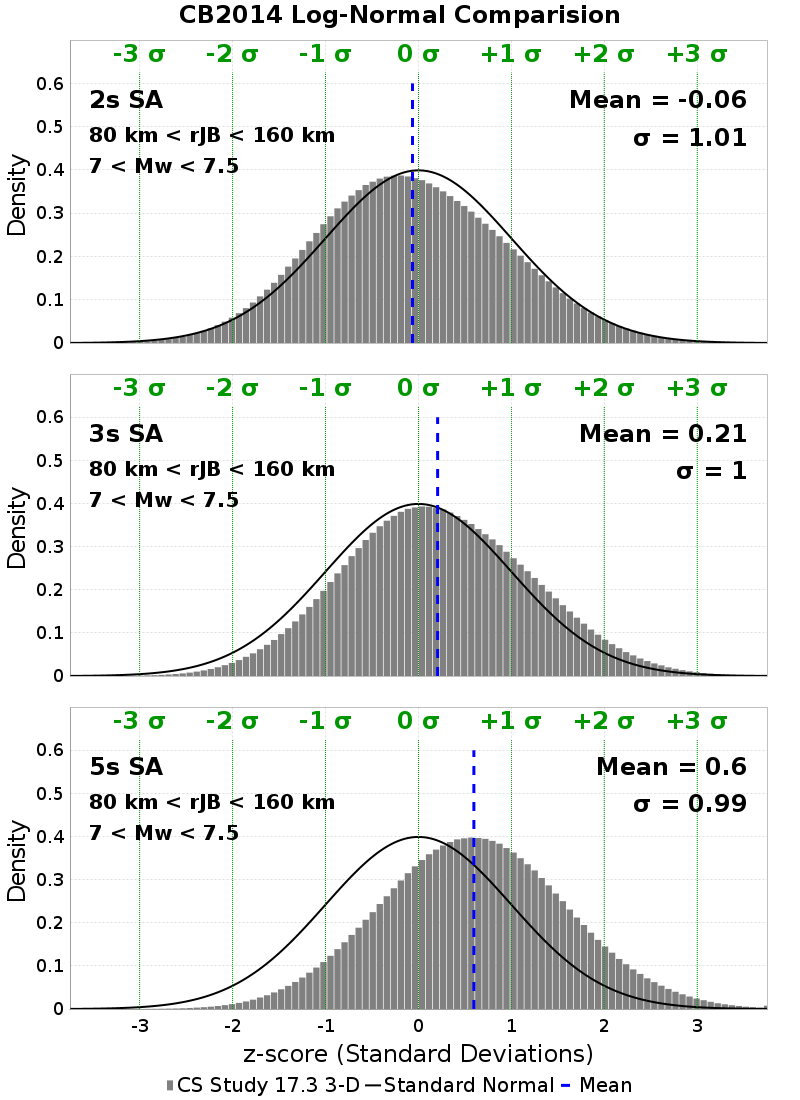 CB2014 Log-Normal Comparision
-3 σ -2 σ -1 σ 0 σ +1 σ +2 σ +3 σ
0.6
2s SA Mean = -0.06
0.5
80 km < rJB < 160 km σ = 1.01
7 < Mw < 7.5
0.4
0.3
Density
0.2
0.1
0
-3 σ -2 σ -1 σ 0 σ +1 σ +2 σ +3 σ
0.6
3s SA Mean = 0.21
0.5
80 km < rJB < 160 km σ = 1
7 < Mw < 7.5
0.4
0.3
Density
0.2
0.1
0
-3 σ -2 σ -1 σ 0 σ +1 σ +2 σ +3 σ
0.6
5s SA Mean = 0.6
0.5
80 km < rJB < 160 km σ = 0.99
7 < Mw < 7.5
0.4
0.3
Density
0.2
0.1
0
-3 -2 -1 0 1 2 3
z-score (Standard Deviations)
CS Study 17.3 3-D Standard Normal Mean